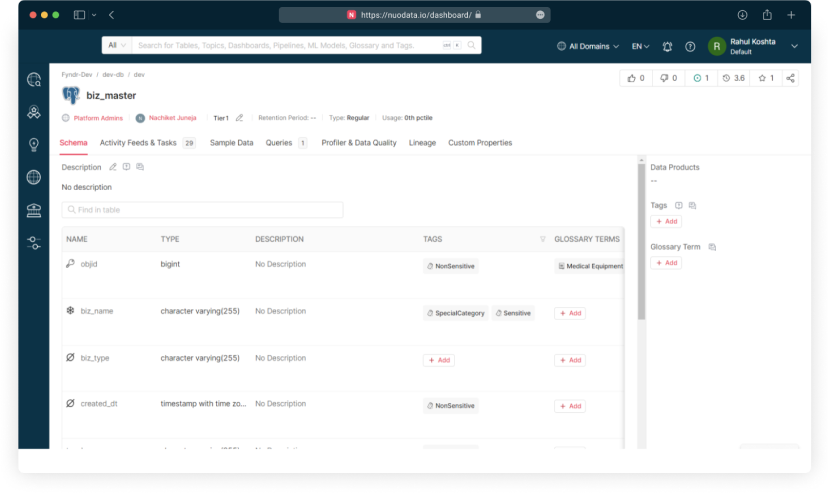 N https://nuodata.io/dashboard/
All Search for Tables, Topics, Dashboards, Pipelines, ML Models, Glossary and Tags.
All Domains EN R Rahul Koshta
Default
Fyndr-Dev / dev-db / dev
0 0 1 3.6 1
biz_master
Platform Admins Nachiket Juneja Tier1 Retention Period: -- Type: Regular Usage: 0th pctile
Schema Activity Feeds & Tasks 29 Sample Data Queries 1 Profiler & Data Quality Lineage Custom Properties
Description
No description
Find in table
NAME TYPE DESCRIPTION TAGS GLOSSARY TERMS
objid bigint No Description NonSensitive Medical Equipment
biz_name character varying(255) No Description SpecialCategory Sensitive + Add
biz_type character varying(255) No Description + Add + Add
created_dt timestamp with time zo... No Description NonSensitive + Add
Data Products
--
Tags
+ Add
Glossary Term
+ Add